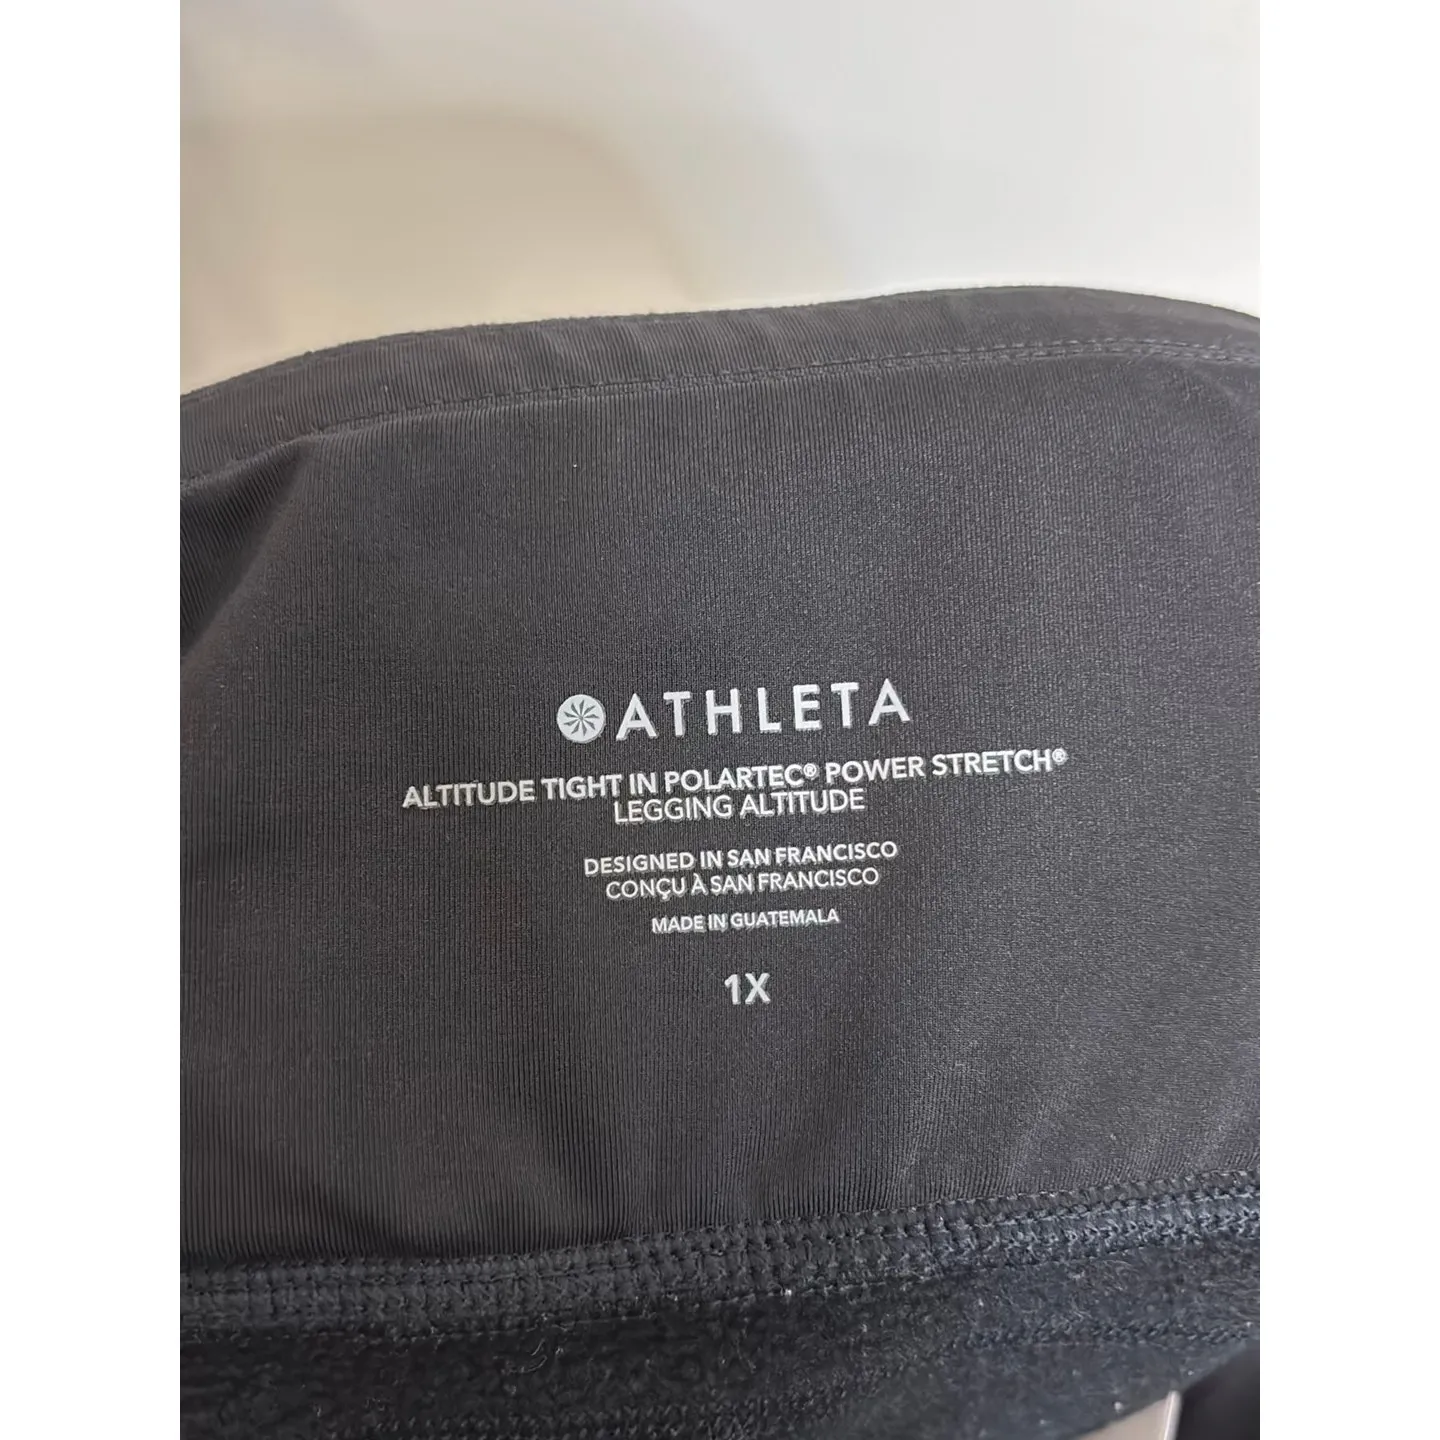 ATHLETA
ALTITUDE TIGHT IN POLARTEC® POWER STRETCH®
LEGGING ALTITUDE
DESIGNED IN SAN FRANCISCO
CONÇU À SAN FRANCISCO
MADE IN GUATEMALA
1X